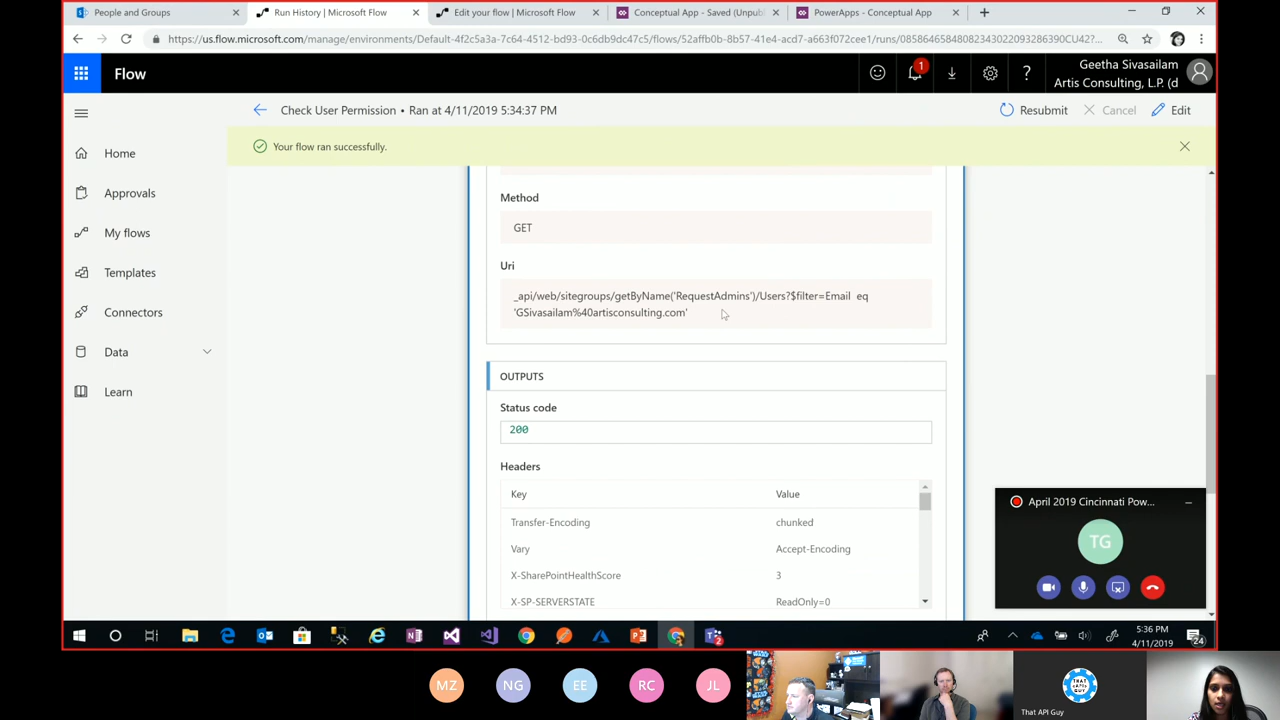 People and Groups
Run History | Microsoft Flow
Edit your flow | Microsoft Flow
Conceptual App - Saved (Unpubl
PowerApps - Conceptual App
https://us.flow.microsoft.com/manage/environments/Default-4f2c5a3a-7c64-4512-bd93-0c6db9dc47c5/flows/52affb0b-8b57-41e4-acd7-a663f072cee1/runs/08586465848082343022093286390CU42?...
Flow
1
Geetha Sivasailam
Artis Consulting, L.P. (d
Check User Permission • Ran at 4/11/2019 5:34:37 PM
Resubmit
Cancel
Edit
Your flow ran successfully.
Home
Approvals
My flows
Templates
Connectors
Data
Learn
Method
GET
Uri
_api/web/sitegroups/getByName('RequestAdmins')/Users?$filter=Email eq
'GSivasailam%40artisconsulting.com'
OUTPUTS
Status code
200
Headers
Key Value
Transfer-Encoding chunked
Vary Accept-Encoding
X-SharePointHealthScore 3
X-SP-SERVERSTATE ReadOnly=0
April 2019 Cincinnati Pow...
TG
5:36 PM
4/11/2019
24
2
MZ
NG
EE
RC
JL
THAT
GUY
That API Guy